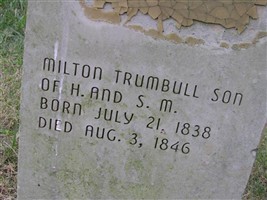 MILTON TRUMBULL SON
OF H. AND S. M.
BORN JULY 21, 1838
DIED AUG. 3, 1846